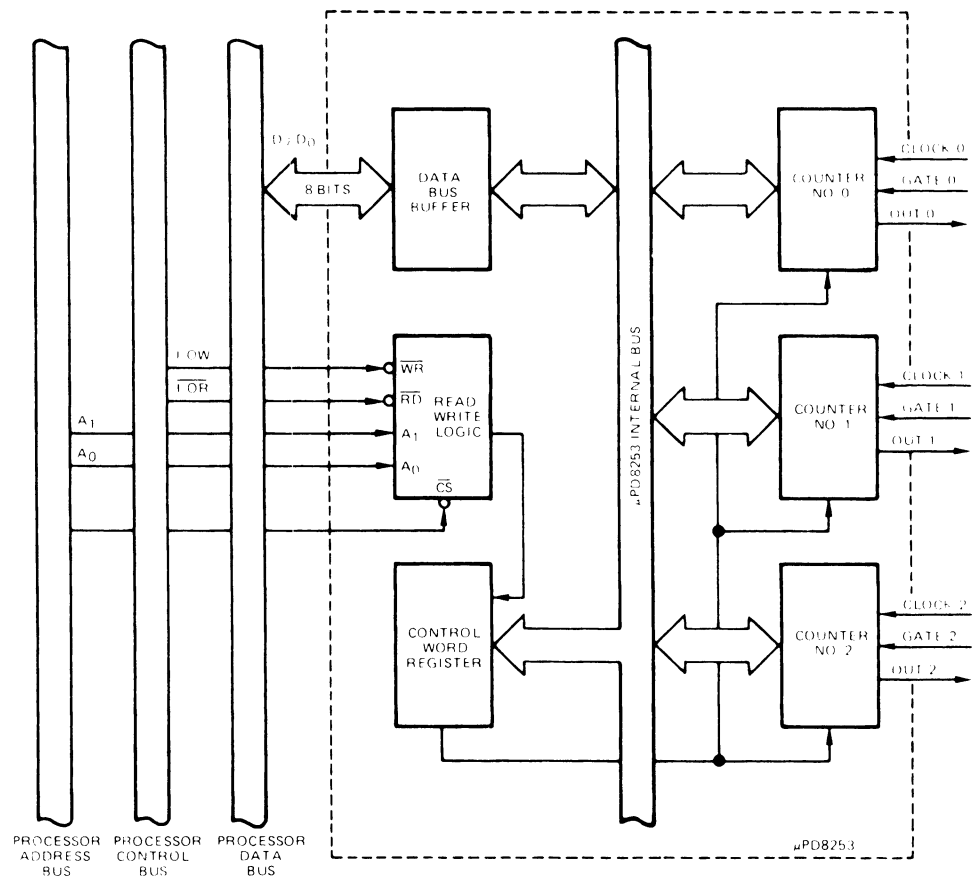 D7 D0
8 BITS
DATA
BUS
BUFFER
COUNTER
NO. 0
CLOCK 0
GATE 0
OUT 0
IOW
IOR
A1
A0
WR
RD
A1
A0
CS
READ
WRITE
LOGIC
µPD8253 INTERNAL BUS
COUNTER
NO. 1
CLOCK 1
GATE 1
OUT 1
CONTROL
WORD
REGISTER
COUNTER
NO. 2
CLOCK 2
GATE 2
OUT 2
PROCESSOR
ADDRESS
BUS
PROCESSOR
CONTROL
BUS
PROCESSOR
DATA
BUS
µPD8253